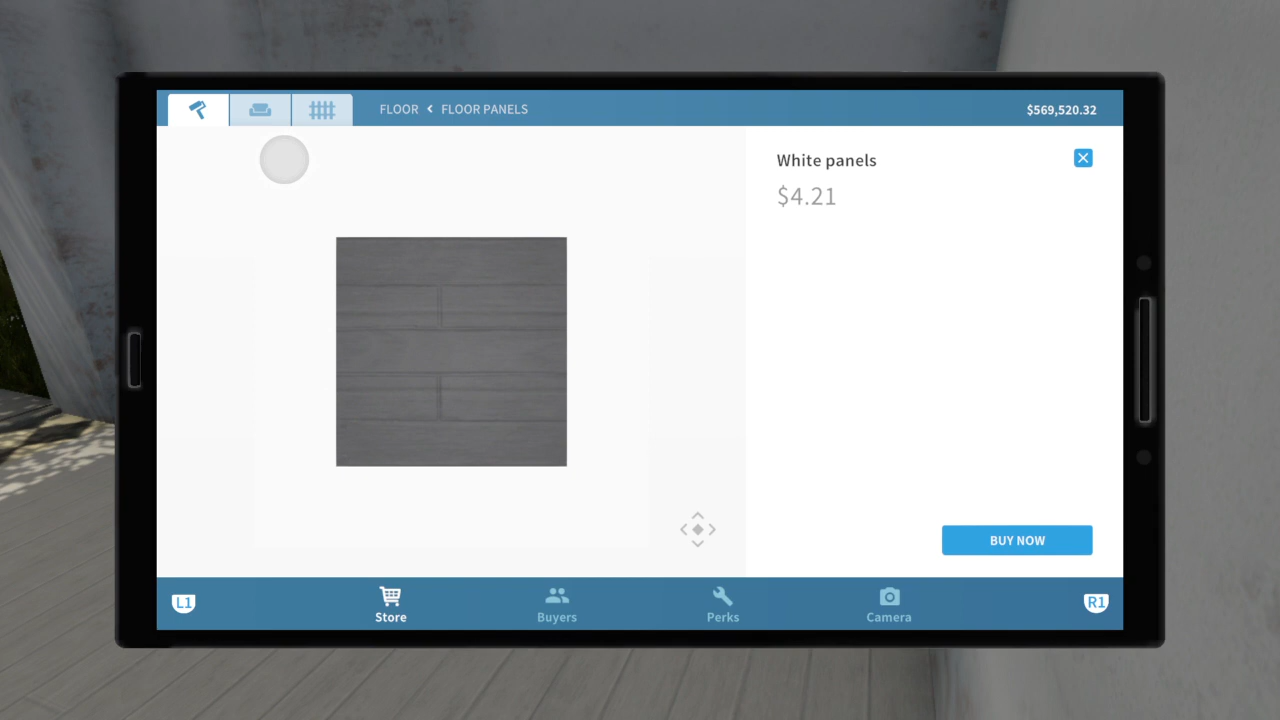 FLOOR < FLOOR PANELS
$569,520.32
White panels
$4.21
BUY NOW
L1
Store
Buyers
Perks
Camera
R1